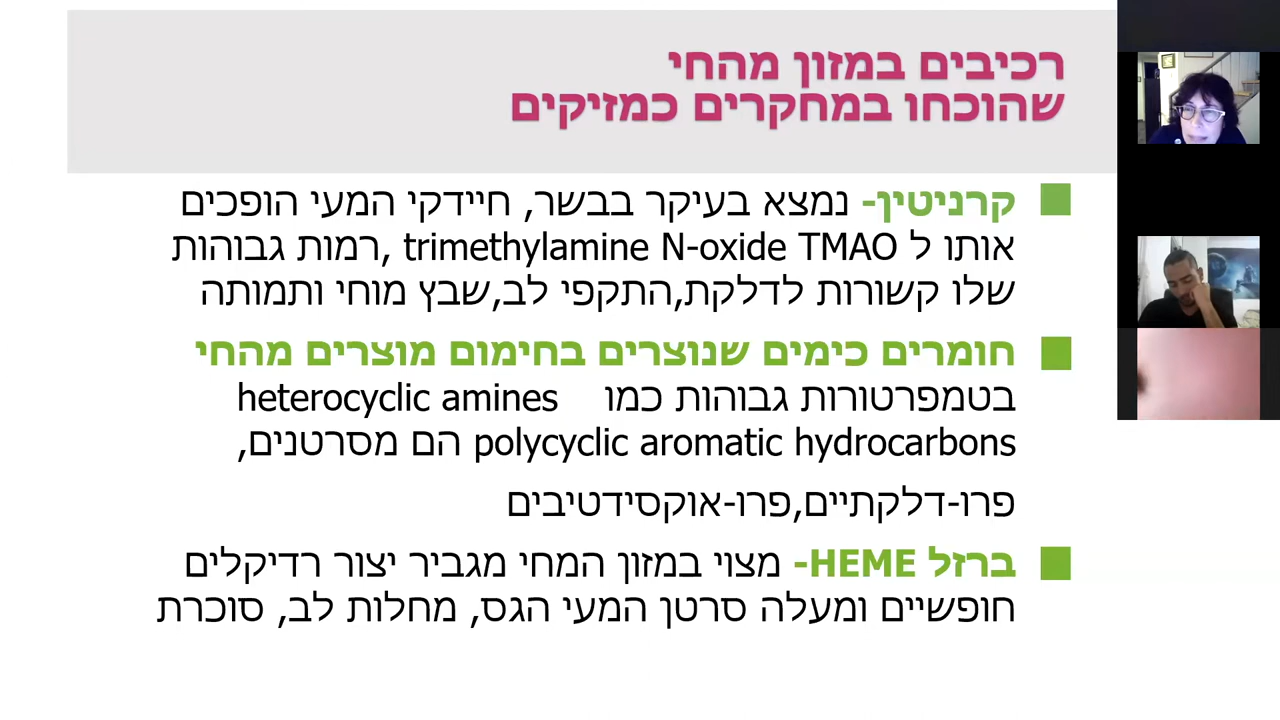 רכיבים במזון מהחי
שהוכחו במחקרים כמזיקים
קרניטין- נמצא בעיקר בבשר, חיידקי המעי הופכים
אותו ל trimethylamine N-oxide TMAO ,רמות גבוהות
שלו קשורות לדלקת,התקפי לב,שבץ מוחי ותמותה
חומרים כימים שנוצרים בחימום מוצרים מהחי
בטמפרטורות גבוהות כמו heterocyclic amines
polycyclic aromatic hydrocarbons הם מסרטנים,
פרו-דלקתיים,פרו-אוקסידטיבים
ברזל HEME- מצוי במזון המחי מגביר יצור רדיקלים
חופשיים ומעלה סרטן המעי הגס, מחלות לב, סוכרת